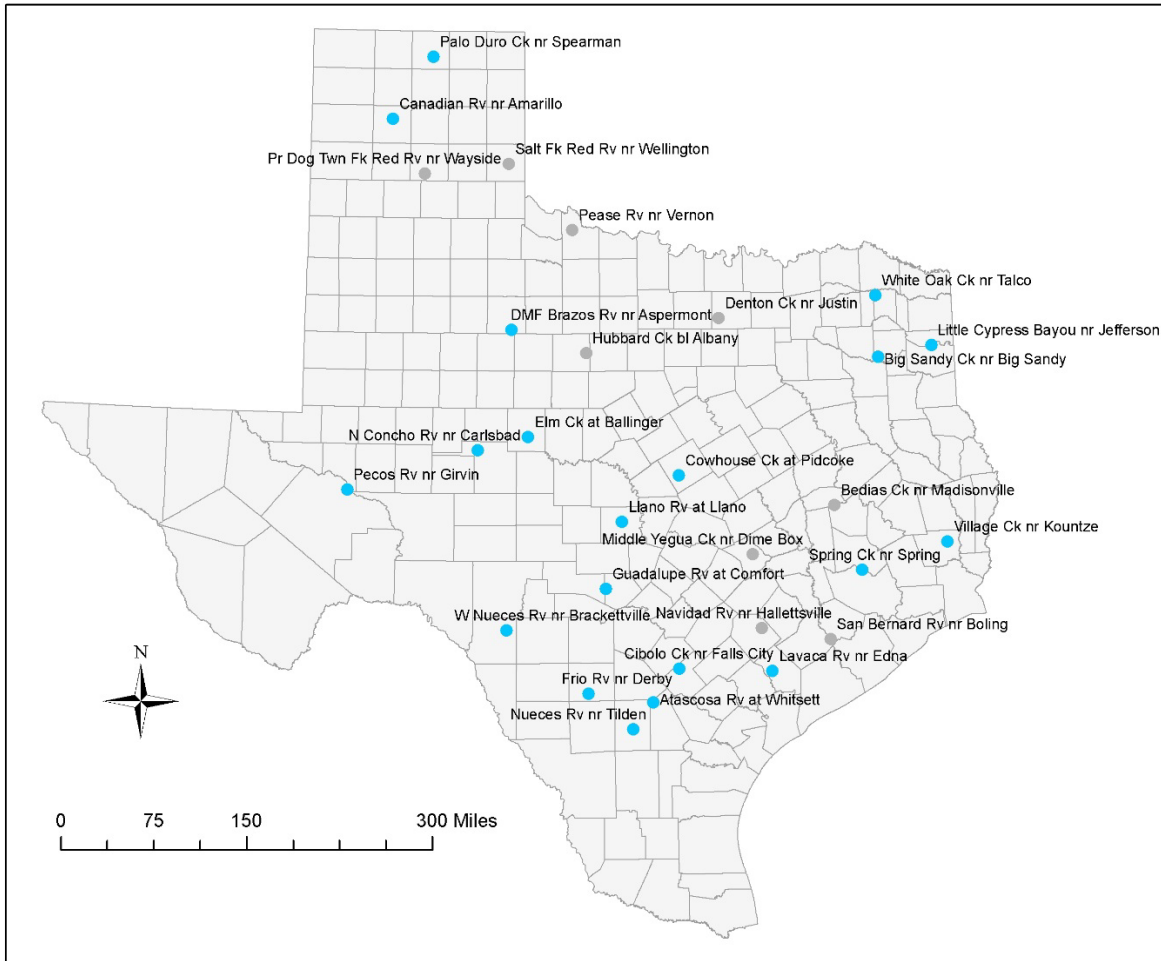 Palo Duro Ck nr Spearman
Canadian Rv nr Amarillo
Salt Fk Red Rv nr Wellington
Pr Dog Twn Fk Red Rv nr Wayside
Pease Rv nr Vernon
White Oak Ck nr Talco
Denton Ck nr Justin
DMF Brazos Rv nr Aspermont
Little Cypress Bayou nr Jefferson
Hubbard Ck bl Albany
Big Sandy Ck nr Big Sandy
Elm Ck at Ballinger
N Concho Rv nr Carlsbad
Cowhouse Ck at Pidcoke
Pecos Rv nr Girvin
Bedias Ck nr Madisonville
Llano Rv at Llano
Village Ck nr Kountze
Middle Yegua Ck nr Dime Box
Spring Ck nr Spring
Guadalupe Rv at Comfort
W Nueces Rv nr Brackettville
Navidad Rv nr Hallettsville
San Bernard Rv nr Boling
Cibolo Ck nr Falls City
Lavaca Rv nr Edna
Frio Rv nr Derby
Atascosa Rv at Whitsett
Nueces Rv nr Tilden
N
0 75 150 300 Miles